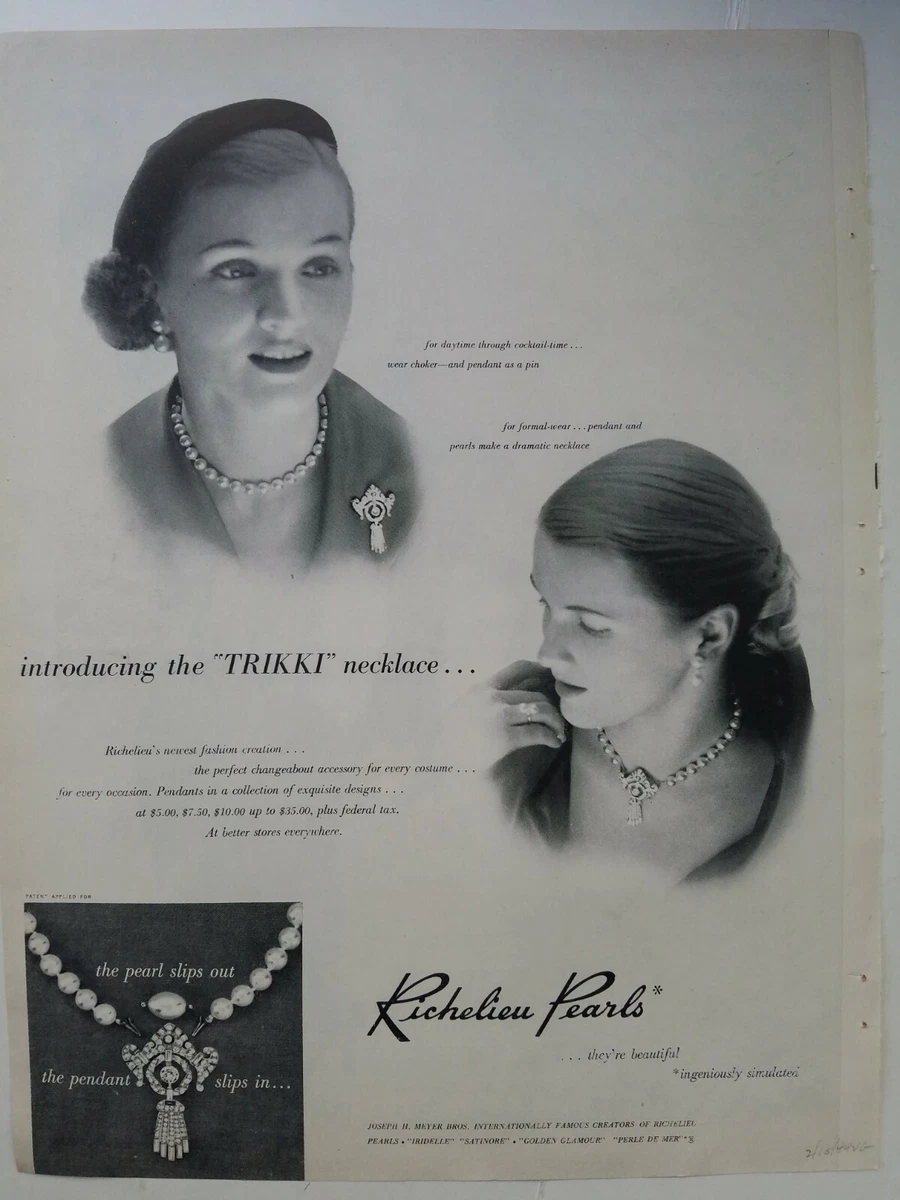 for daytime through cocktail-time . . .
wear choker—and pendant as a pin
for formal-wear . . . pendant and
pearls make a dramatic necklace
introducing the "TRIKKI" necklace . . .
Richelieu's newest fashion creation . . .
the perfect changeabout accessory for every costume . . .
for every occasion. Pendants in a collection of exquisite designs . . .
at $5.00, $7.50, $10.00 up to $35.00, plus federal tax.
At better stores everywhere.
PATENT APPLIED FOR
the pearl slips out
the pendant slips in...
Richelieu Pearls*
. . . they're beautiful
*ingeniously simulated
JOSEPH H. MEYER BROS. INTERNATIONALLY FAMOUS CREATORS OF RICHELIEU
PEARLS • "IRIDELLE" "SATINORE" • "GOLDEN GLAMOUR" "PERLE DE MER"